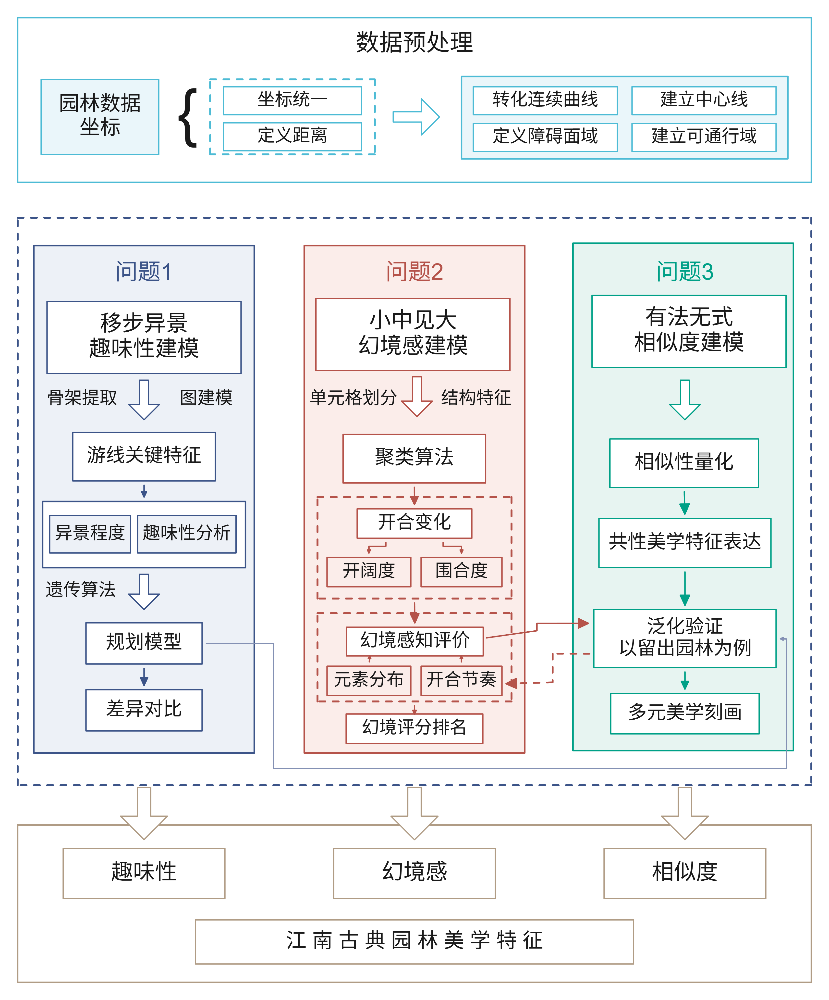 数据预处理
园林数据
坐标
{
坐标统一
定义距离
转化连续曲线
建立中心线
定义障碍面域
建立可通行域
问题1
移步异景
趣味性建模
骨架提取
图建模
游线关键特征
异景程度
趣味性分析
遗传算法
规划模型
差异对比
问题2
小中见大
幻境感建模
单元格划分
结构特征
聚类算法
开合变化
开阔度
围合度
幻境感知评价
元素分布
开合节奏
幻境评分排名
问题3
有法无式
相似度建模
相似性量化
共性美学特征表达
泛化验证
以留出园林为例
多元美学刻画
趣味性
幻境感
相似度
江南古典园林美学特征